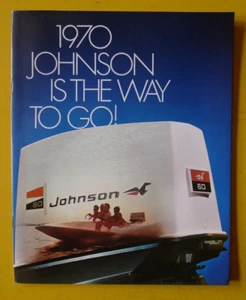 1970
JOHNSON
IS THE WAY
TO GO!
60
Johnson
60